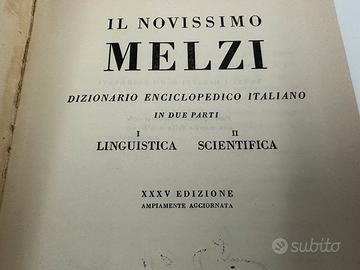 IL NOVISSIMO
MELZI
DIZIONARIO ENCICLOPEDICO ITALIANO
IN DUE PARTI
I II
LINGUISTICA SCIENTIFICA
XXXV EDIZIONE
AMPIAMENTE AGGIORNATA
subito